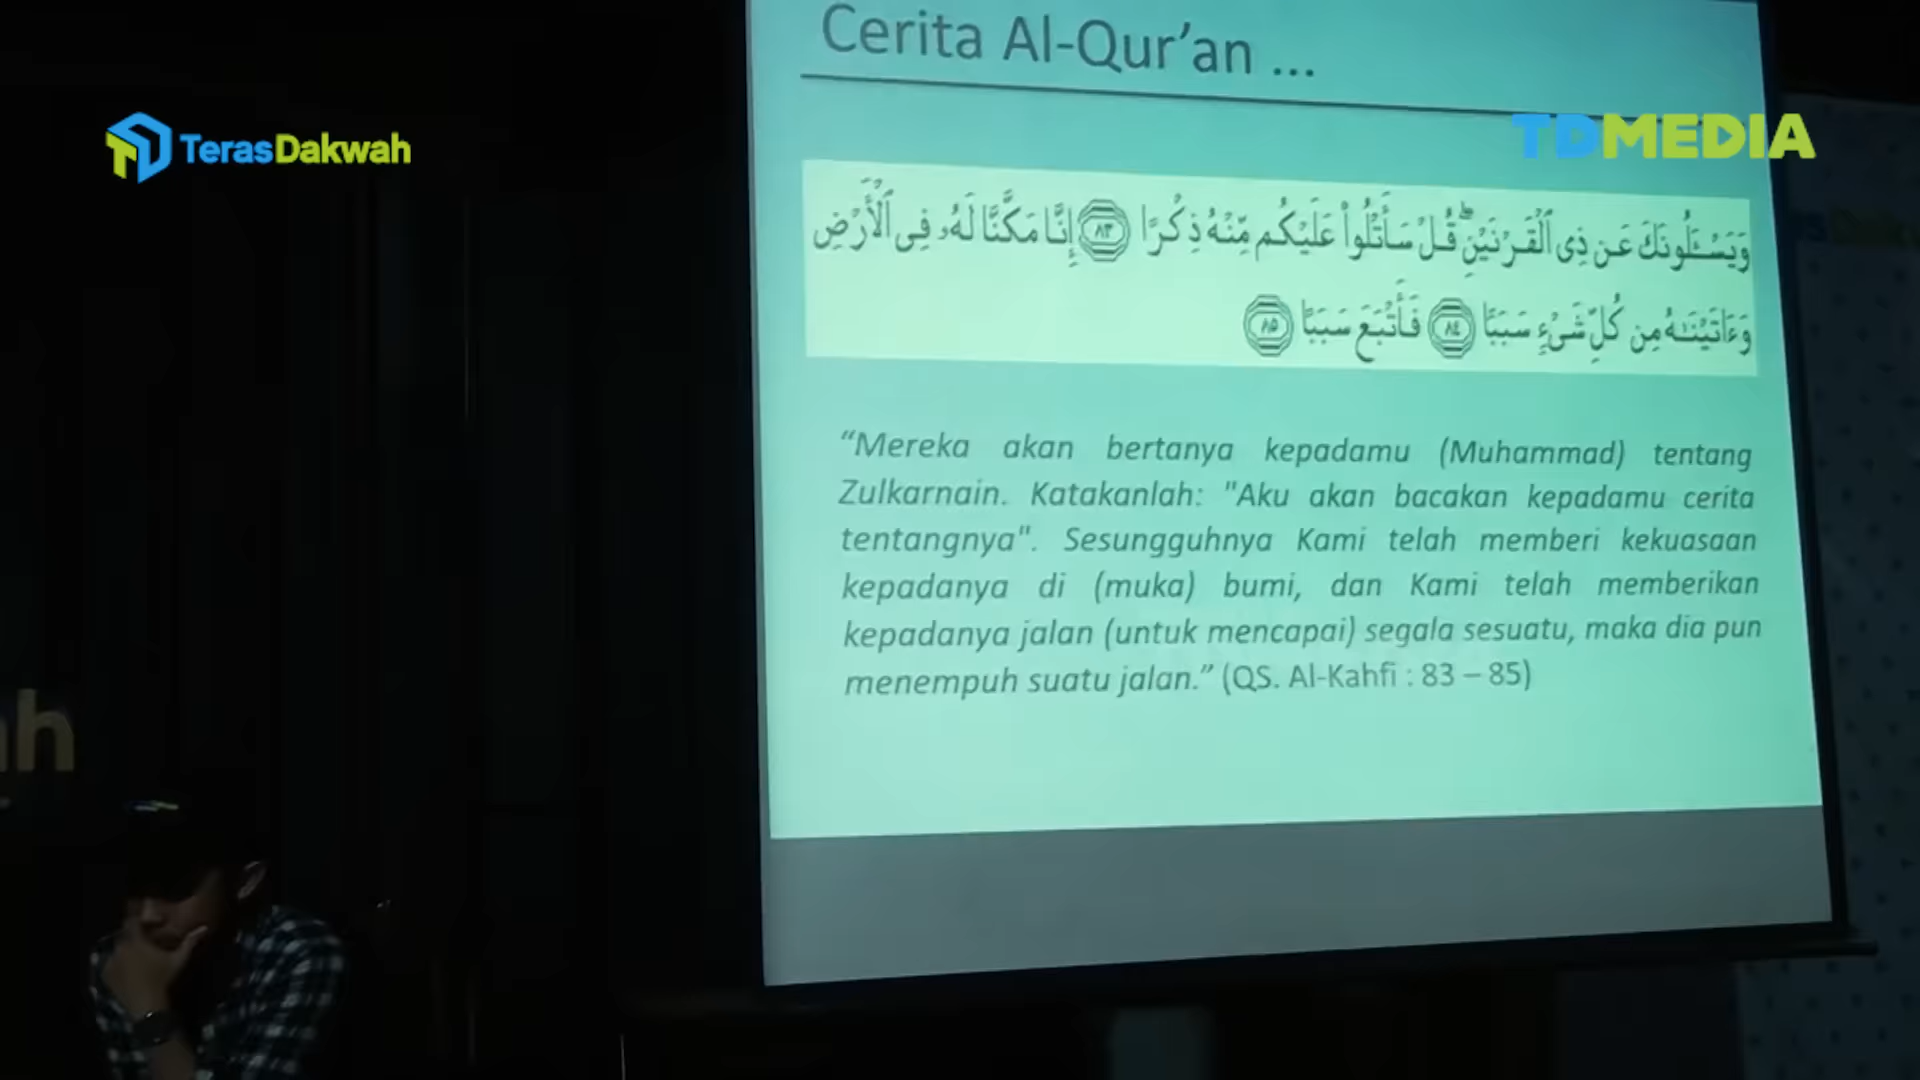 Cerita Al-Qur'an ...
TerasDakwah
TDMEDIA
وَيَسْـَٔلُونَكَ عَن ذِى ٱلْقَرْنَيْنِ ۖ قُلْ سَأَتْلُوا۟ عَلَيْكُم مِّنْهُ ذِكْرًا ٨٣ إِنَّا مَكَّنَّا لَهُۥ فِى ٱلْأَرْضِ
وَءَاتَيْنَـٰهُ مِن كُلِّ شَىْءٍ سَبَبًا ٨٤ فَأَتْبَعَ سَبَبًا ٨٥
“Mereka akan bertanya kepadamu (Muhammad) tentang
Zulkarnain. Katakanlah: "Aku akan bacakan kepadamu cerita
tentangnya". Sesungguhnya Kami telah memberi kekuasaan
kepadanya di (muka) bumi, dan Kami telah memberikan
kepadanya jalan (untuk mencapai) segala sesuatu, maka dia pun
menempuh suatu jalan.” (QS. Al-Kahfi : 83 – 85)